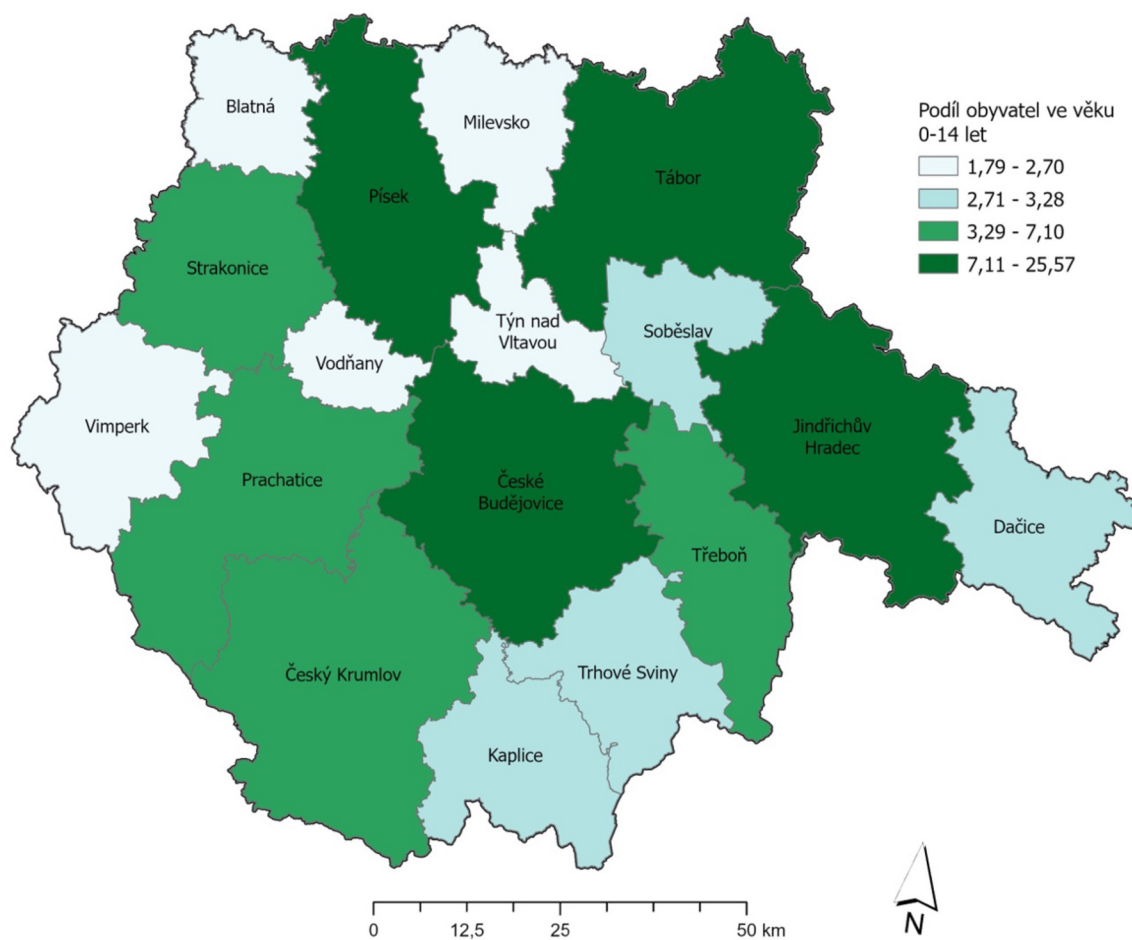 Blatná
Milevsko
Písek
Tábor
Strakonice
Týn nad
Vltavou
Soběslav
Vodňany
Vimperk
Jindřichův
Hradec
Prachatice
České
Budějovice
Dačice
Třeboň
Český Krumlov
Trhové Sviny
Kaplice
Podíl obyvatel ve věku
0-14 let
1,79 - 2,70
2,71 - 3,28
3,29 - 7,10
7,11 - 25,57
0 12,5 25 50 km
N